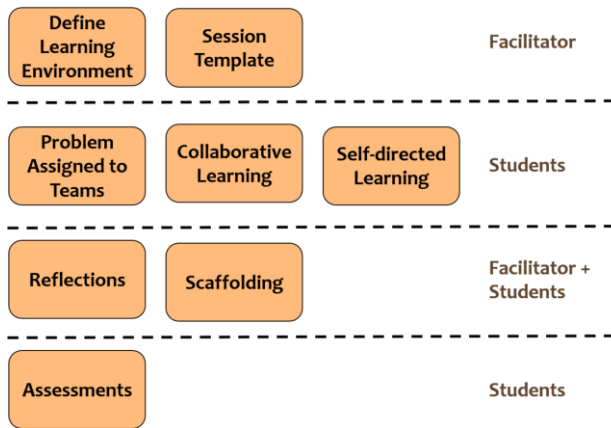 Define
Learning
Environment
Session
Template
Facilitator
Problem
Assigned to
Teams
Collaborative
Learning
Self-directed
Learning
Students
Reflections
Scaffolding
Facilitator +
Students
Assessments
Students